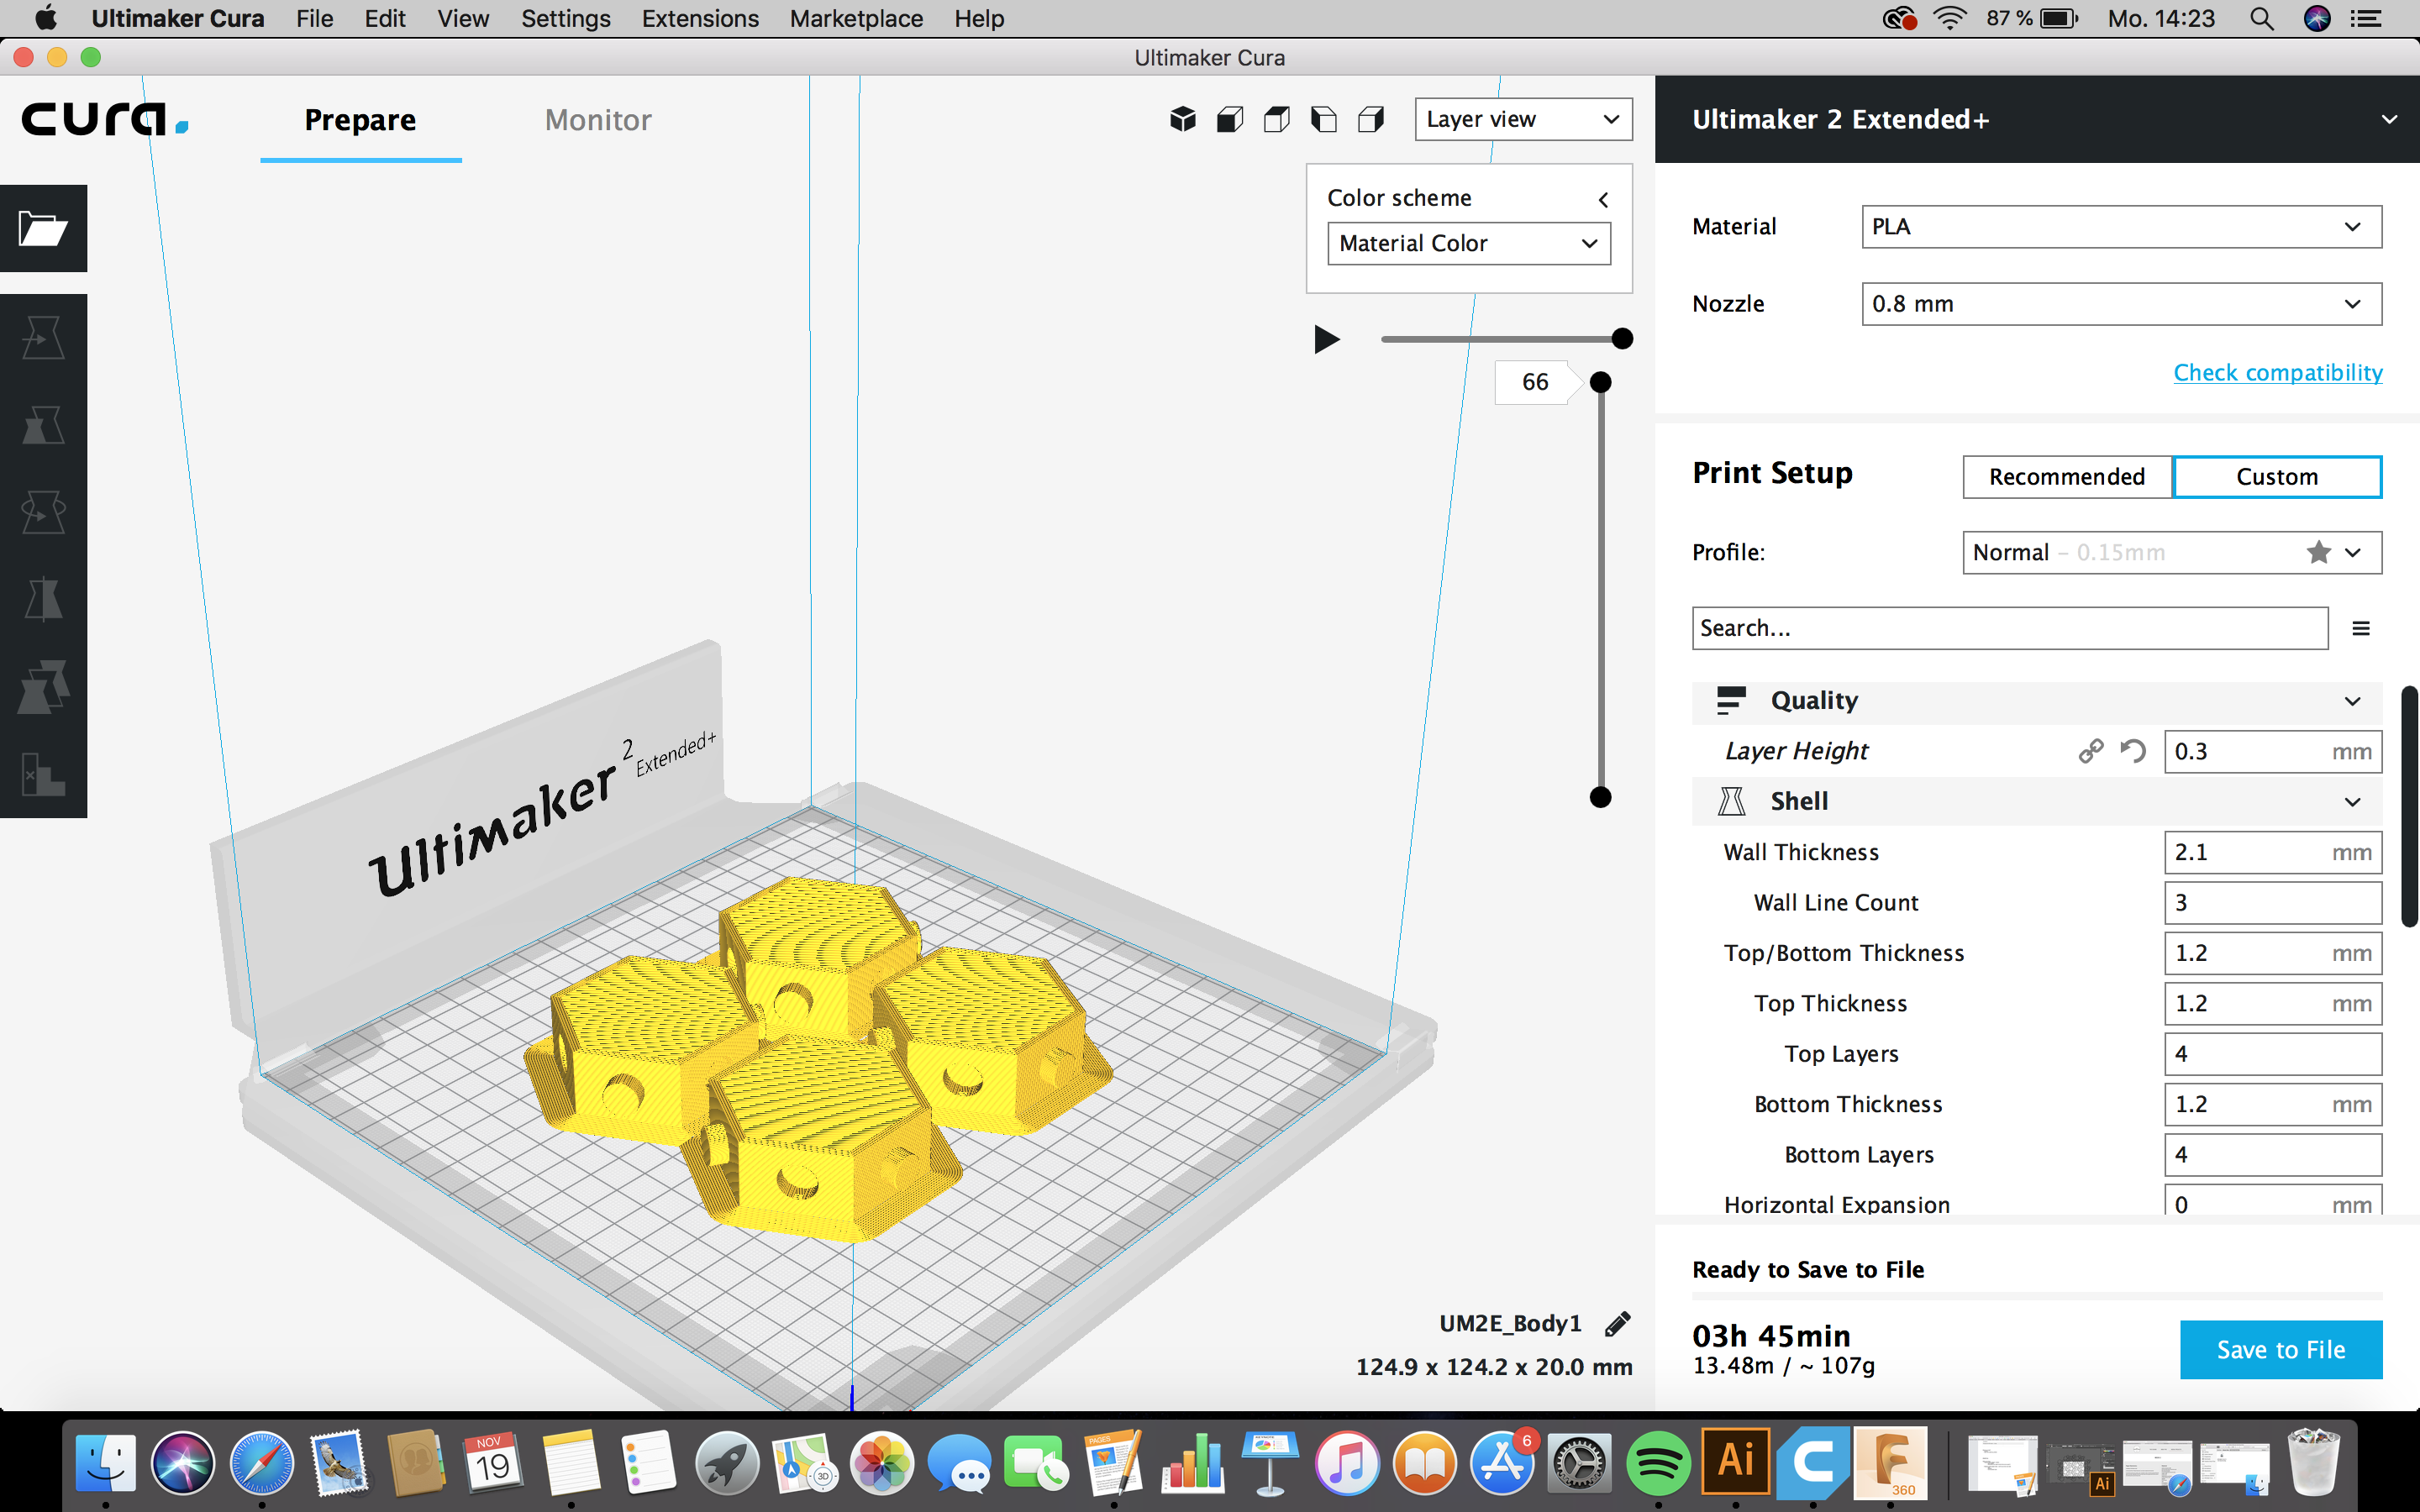 Ultimaker Cura File Edit View Settings Extensions Marketplace Help 87 % Mo. 14:23
Ultimaker Cura
cura.
Prepare Monitor
Layer view
Color scheme
Material Color
66
Ultimaker 2 Extended+
UM2E_Body1
124.9 x 124.2 x 20.0 mm
Ultimaker 2 Extended+
Material PLA
Nozzle 0.8 mm
Check compatibility
Print Setup Recommended Custom
Profile: Normal – 0.15mm
Search...
Quality
Layer Height 0.3 mm
Shell
Wall Thickness 2.1 mm
Wall Line Count 3
Top/Bottom Thickness 1.2 mm
Top Thickness 1.2 mm
Top Layers 4
Bottom Thickness 1.2 mm
Bottom Layers 4
Horizontal Expansion 0 mm
Ready to Save to File
03h 45min
13.48m / ~ 107g
Save to File
NOV
19
3D
PAGES
6
Ai
F
360
Ai